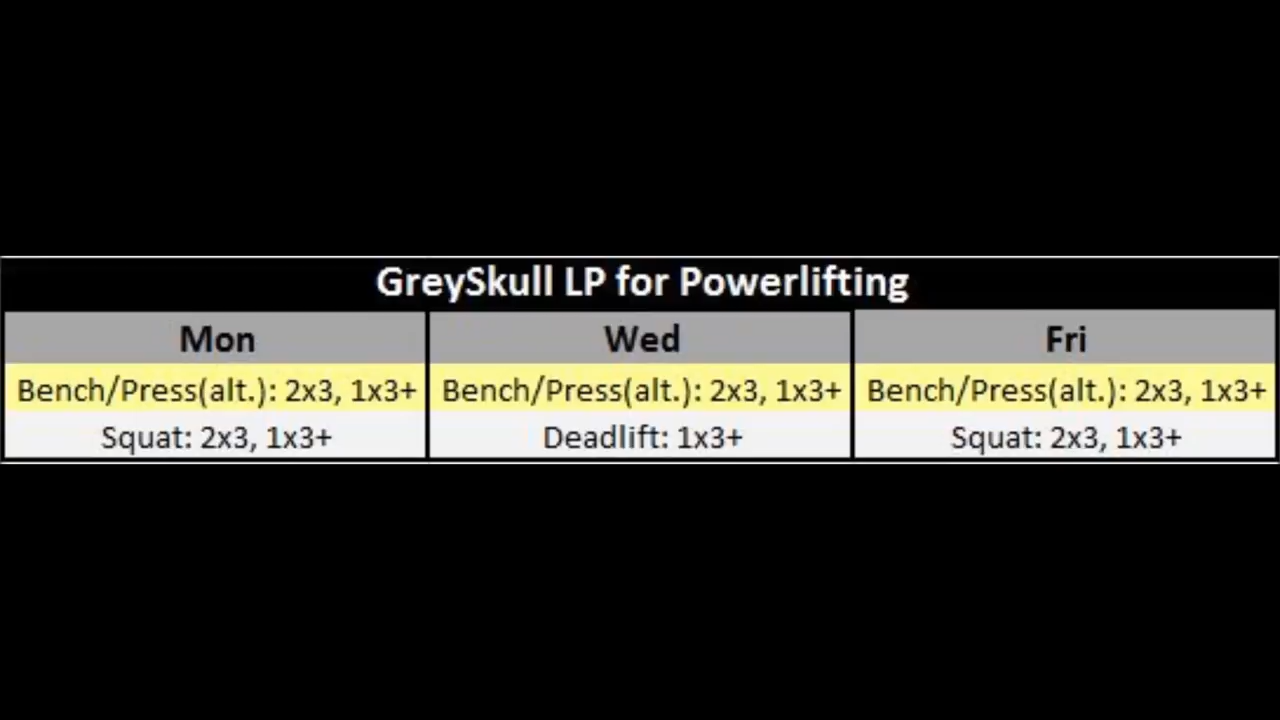 GreySkull LP for Powerlifting
Mon Wed Fri
Bench/Press(alt.): 2x3, 1x3+ Bench/Press(alt.): 2x3, 1x3+ Bench/Press(alt.): 2x3, 1x3+
Squat: 2x3, 1x3+ Deadlift: 1x3+ Squat: 2x3, 1x3+